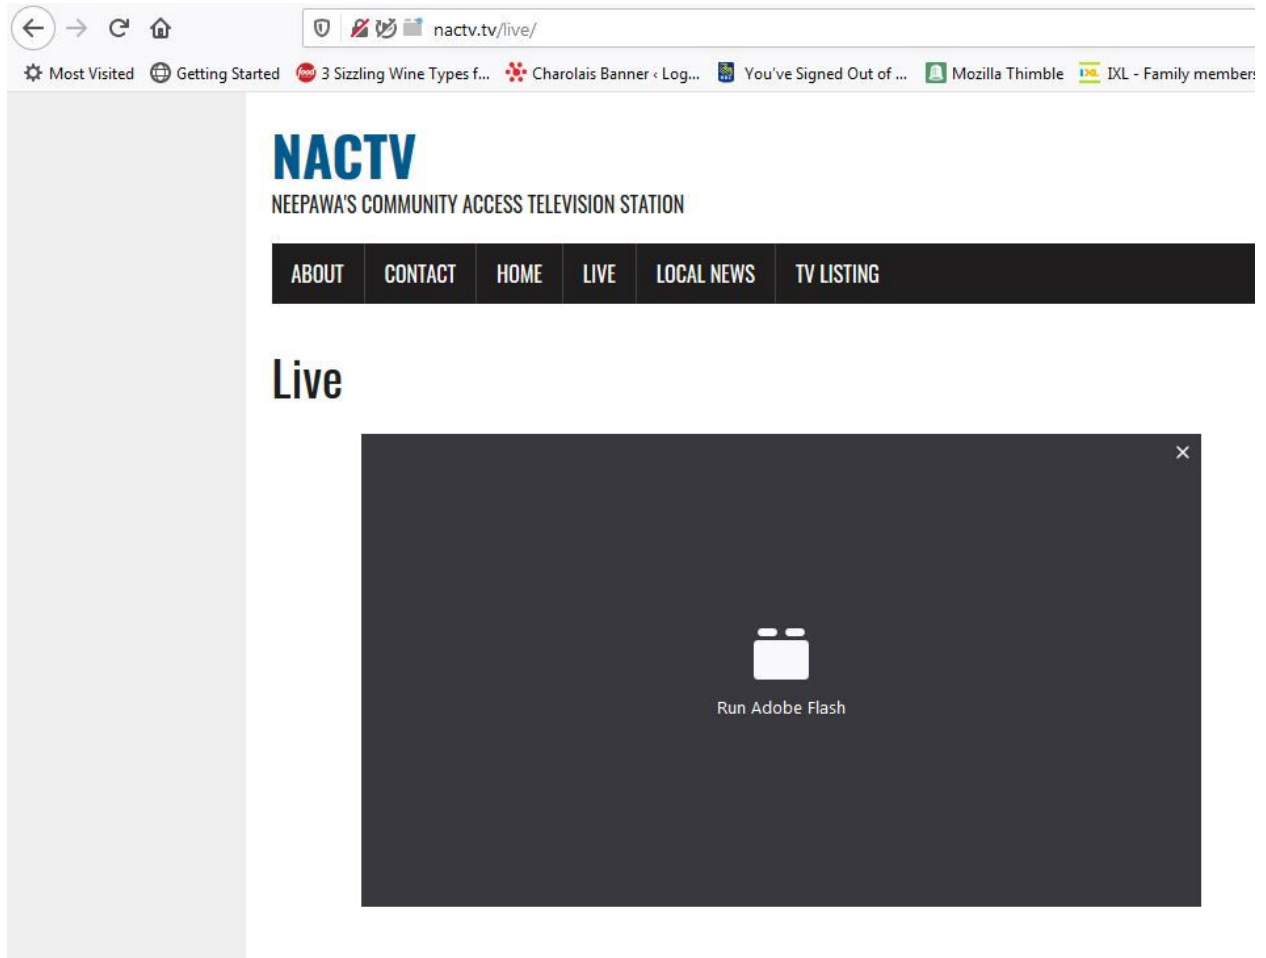 nactv.tv/live/
Most Visited Getting Started 3 Sizzling Wine Types f... Charolais Banner ‹ Log... You've Signed Out of ... Mozilla Thimble IXL - Family members
NACTV
NEEPAWA'S COMMUNITY ACCESS TELEVISION STATION
ABOUT CONTACT HOME LIVE LOCAL NEWS TV LISTING
Live
Run Adobe Flash